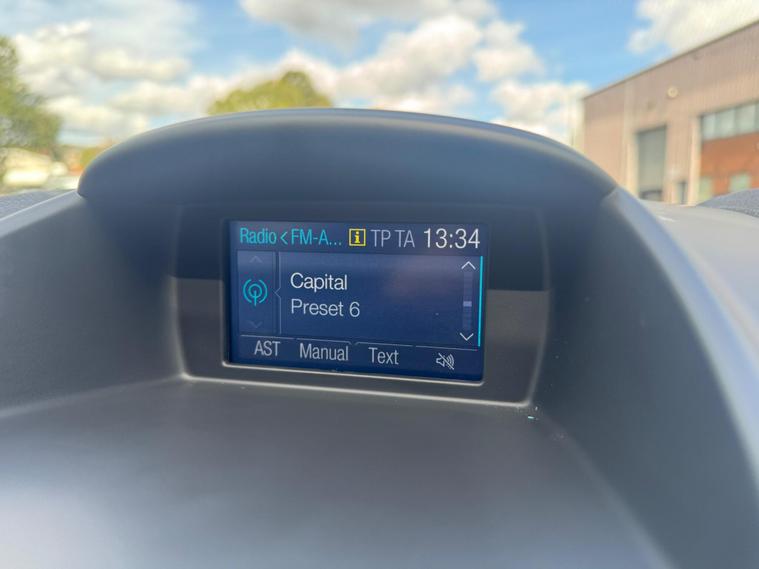 Radio < FM-A... i TP TA 13:34
Capital
Preset 6
AST Manual Text